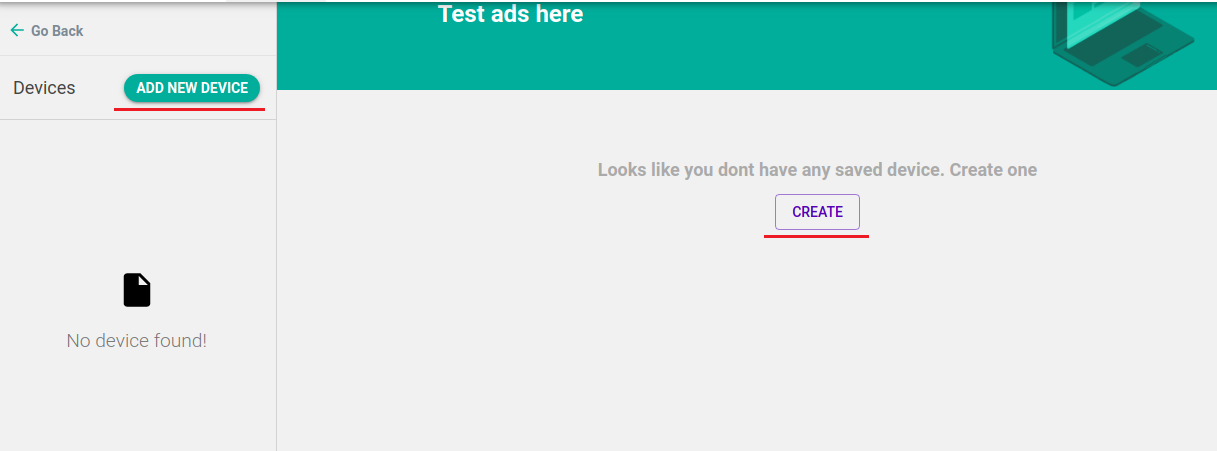 Go Back
Devices
ADD NEW DEVICE
No device found!
Test ads here
Looks like you dont have any saved device. Create one
CREATE